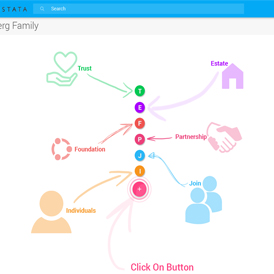 STATA
Search
erg Family
Trust
Estate
T
E
F
Partnership
P
Foundation
J
Join
I
+
Individuals
Click On Button